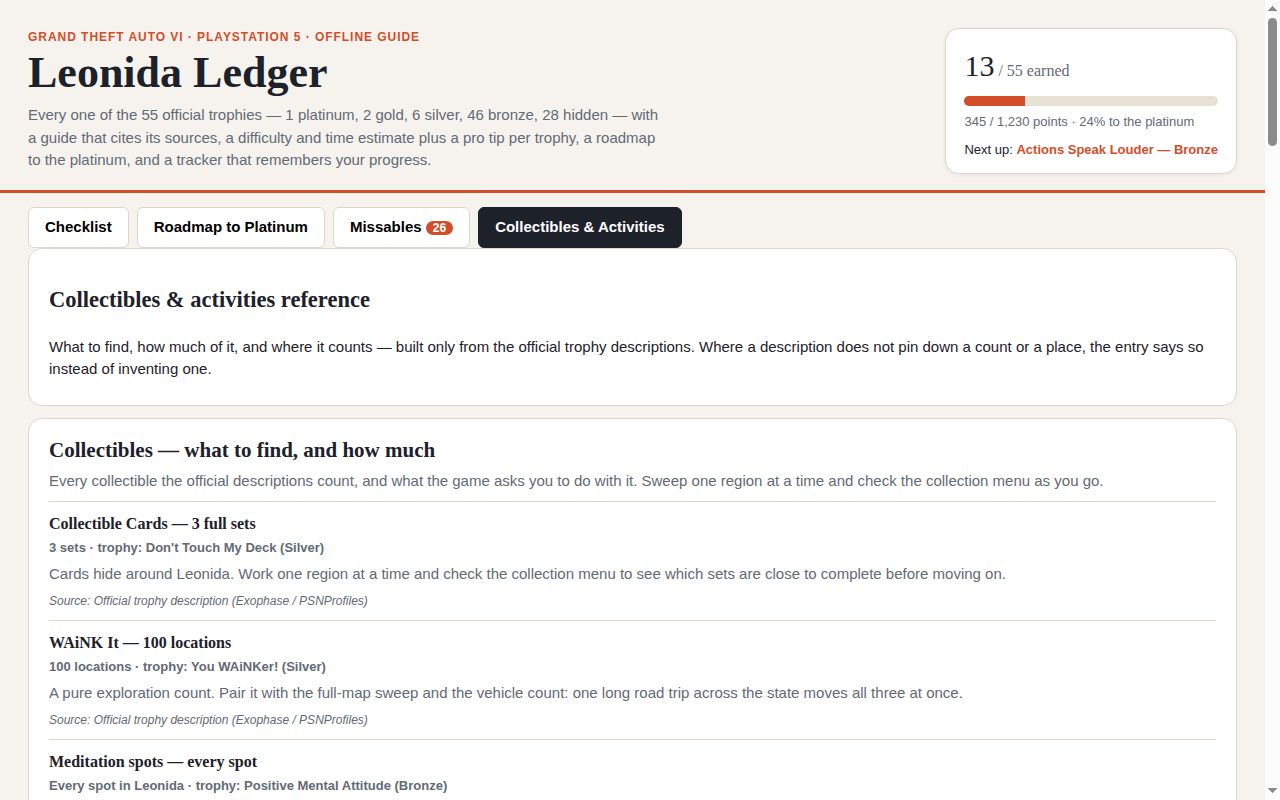 GRAND THEFT AUTO VI · PLAYSTATION 5 · OFFLINE GUIDE
Leonida Ledger
Every one of the 55 official trophies — 1 platinum, 2 gold, 6 silver, 46 bronze, 28 hidden — with
a guide that cites its sources, a difficulty and time estimate plus a pro tip per trophy, a roadmap
to the platinum, and a tracker that remembers your progress.
13 / 55 earned
345 / 1,230 points · 24% to the platinum
Next up: Actions Speak Louder — Bronze
Checklist
Roadmap to Platinum
Missables 26
Collectibles & Activities
Collectibles & activities reference
What to find, how much of it, and where it counts — built only from the official trophy descriptions. Where a description does not pin down a count or a place, the entry says so
instead of inventing one.
Collectibles — what to find, and how much
Every collectible the official descriptions count, and what the game asks you to do with it. Sweep one region at a time and check the collection menu as you go.
Collectible Cards — 3 full sets
3 sets · trophy: Don't Touch My Deck (Silver)
Cards hide around Leonida. Work one region at a time and check the collection menu to see which sets are close to complete before moving on.
Source: Official trophy description (Exophase / PSNProfiles)
WAiNK It — 100 locations
100 locations · trophy: You WAiNKer! (Silver)
A pure exploration count. Pair it with the full-map sweep and the vehicle count: one long road trip across the state moves all three at once.
Source: Official trophy description (Exophase / PSNProfiles)
Meditation spots — every spot
Every spot in Leonida · trophy: Positive Mental Attitude (Bronze)